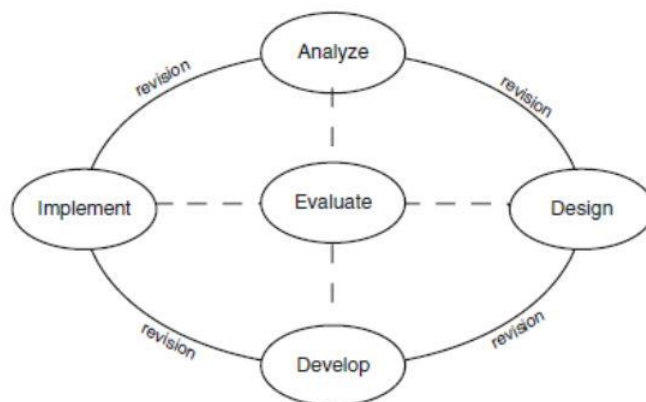 Analyze
revision
revision
Implement
Evaluate
Design
revision
revision
Develop